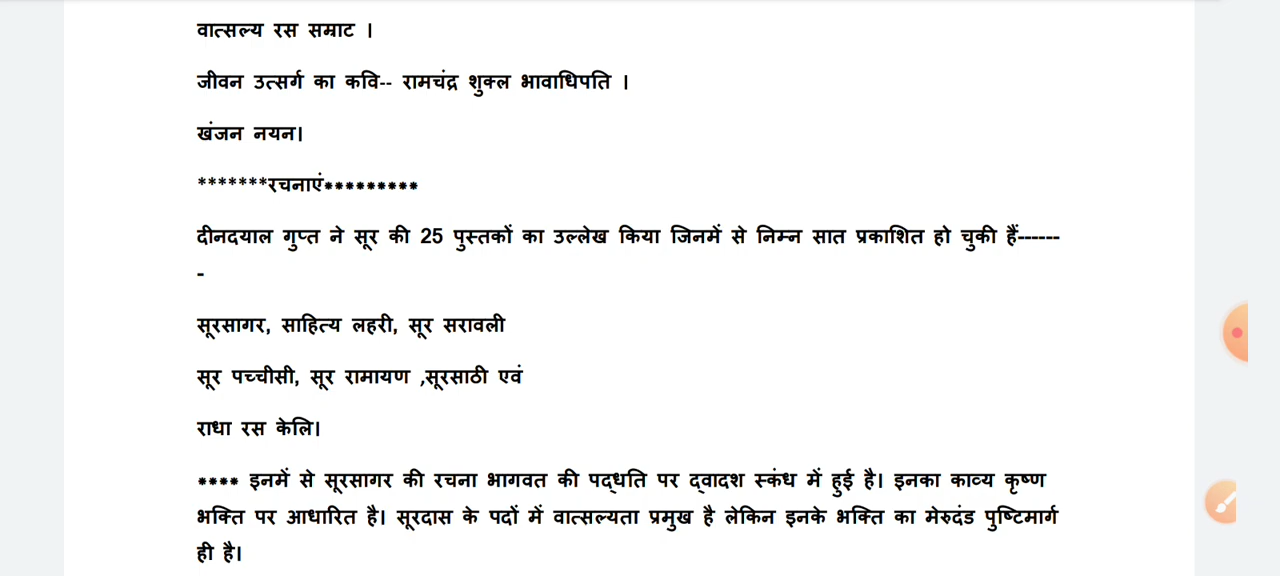 वात्सल्य रस सम्राट ।
जीवन उत्सर्ग का कवि-- रामचंद्र शुक्ल भावाधिपति ।
खंजन नयन।
*******रचनाएं*********
दीनदयाल गुप्त ने सूर की 25 पुस्तकों का उल्लेख किया जिनमें से निम्न सात प्रकाशित हो चुकी हैं------
-
सूरसागर, साहित्य लहरी, सूर सरावली
सूर पच्चीसी, सूर रामायण ,सूरसाठी एवं
राधा रस केलि।
**** इनमें से सूरसागर की रचना भागवत की पद्धति पर द्वादश स्कंध में हुई है। इनका काव्य कृष्ण
भक्ति पर आधारित है। सूरदास के पदों में वात्सल्यता प्रमुख है लेकिन इनके भक्ति का मेरुदंड पुष्टिमार्ग
ही है।